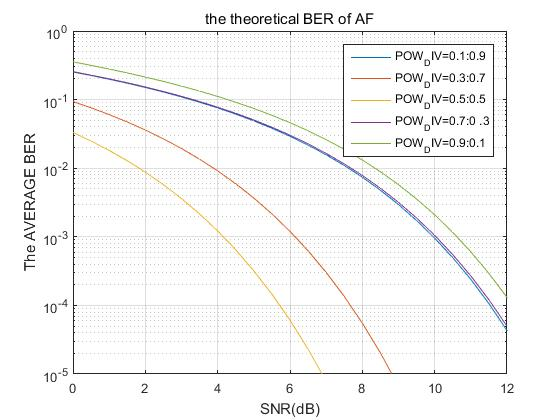 the theoretical BER of AF
10^0
10^-1
10^-2
10^-3
10^-4
10^-5
The AVERAGE BER
POW_DIV=0.1:0.9
POW_DIV=0.3:0.7
POW_DIV=0.5:0.5
POW_DIV=0.7:0 .3
POW_DIV=0.9:0.1
0 2 4 6 8 10 12
SNR(dB)